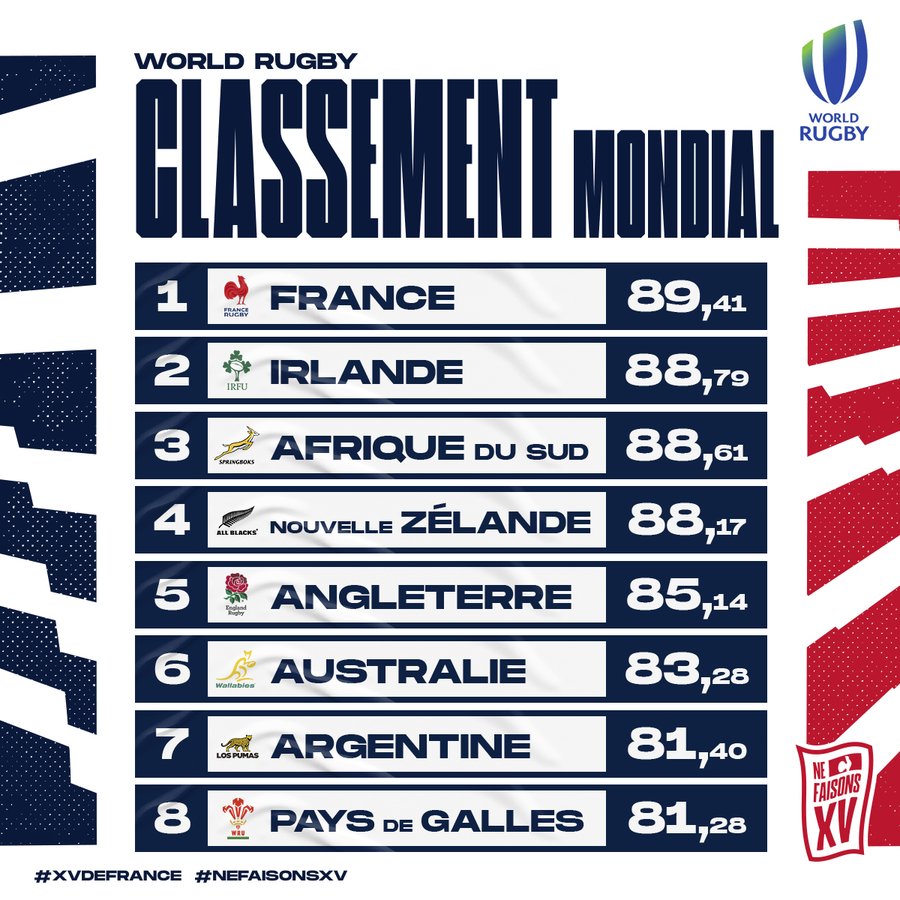 WORLD RUGBY
CLASSEMENT MONDIAL
WORLD
RUGBY
1 FRANCE RUGBY FRANCE 89,41
2 IRFU IRLANDE 88,79
3 SPRINGBOKS AFRIQUE DU SUD 88,61
4 ALL BLACKS NOUVELLE ZÉLANDE 88,17
5 England Rugby ANGLETERRE 85,14
6 Wallabies AUSTRALIE 83,28
7 LOS PUMAS ARGENTINE 81,40
8 WRU PAYS DE GALLES 81,28
NE
FAISONS
XV
#XVDEFRANCE #NEFAISONSXV